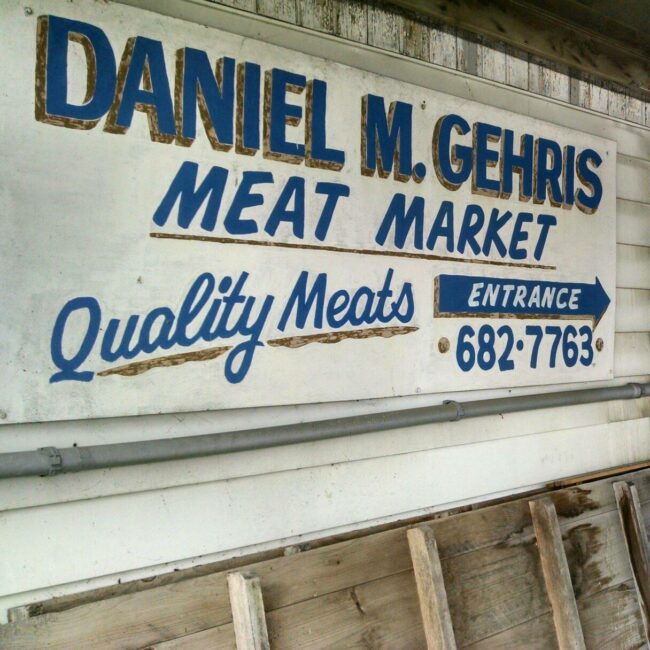 DANIEL M. GEHRIS
MEAT MARKET
Quality Meats
ENTRANCE
682-7763